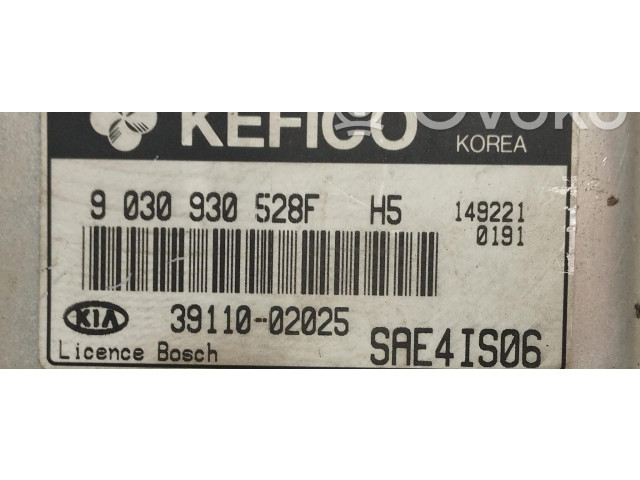 KEFICO
KOREA
9 030 930 528F H5 149221
0191
KIA 39110-02025
Licence Bosch SAE4IS06